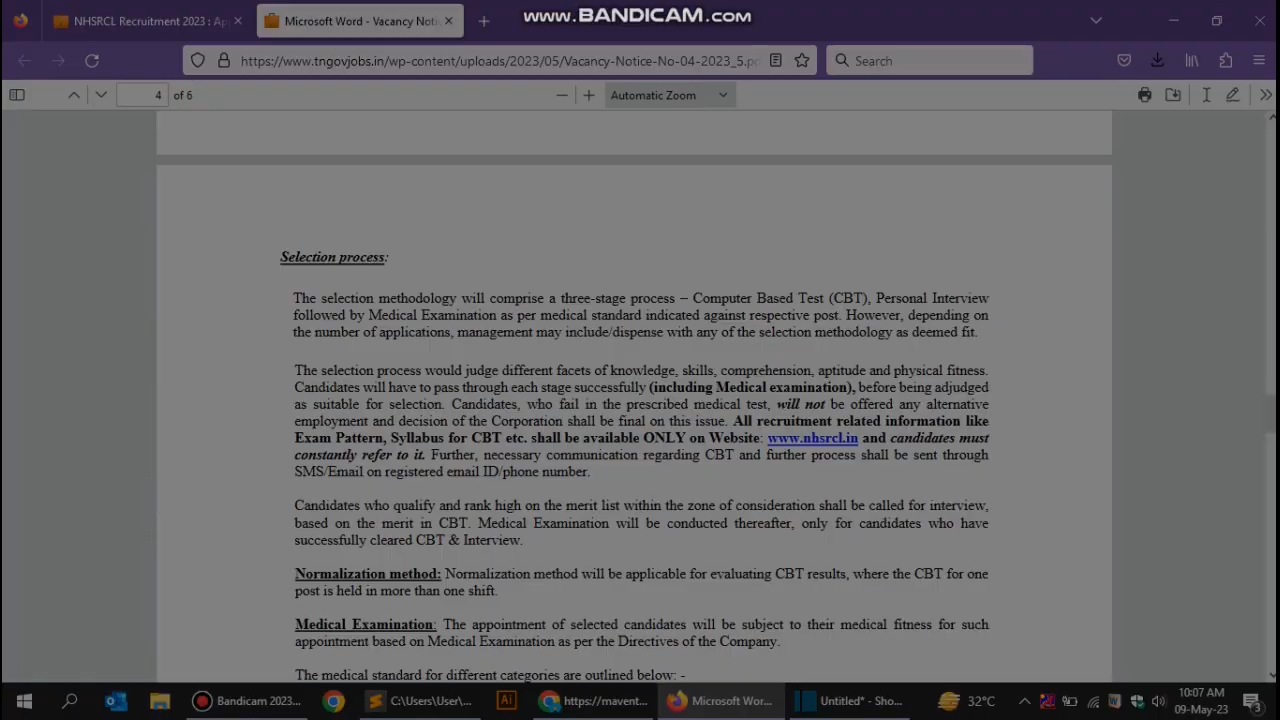 www.BANDICAM.com
NHSRCL Recruitment 2023 : Ap
Microsoft Word - Vacancy Notic
https://www.tngovjobs.in/wp-content/uploads/2023/05/Vacancy-Notice-No-04-2023_5.pd
Search
4 of 6
Automatic Zoom
Selection process:
The selection methodology will comprise a three-stage process – Computer Based Test (CBT), Personal Interview
followed by Medical Examination as per medical standard indicated against respective post. However, depending on
the number of applications, management may include/dispense with any of the selection methodology as deemed fit.
The selection process would judge different facets of knowledge, skills, comprehension, aptitude and physical fitness.
Candidates will have to pass through each stage successfully (including Medical examination), before being adjudged
as suitable for selection. Candidates, who fail in the prescribed medical test, will not be offered any alternative
employment and decision of the Corporation shall be final on this issue. All recruitment related information like
Exam Pattern, Syllabus for CBT etc. shall be available ONLY on Website: www.nhsrcl.in and candidates must
constantly refer to it. Further, necessary communication regarding CBT and further process shall be sent through
SMS/Email on registered email ID/phone number.
Candidates who qualify and rank high on the merit list within the zone of consideration shall be called for interview,
based on the merit in CBT. Medical Examination will be conducted thereafter, only for candidates who have
successfully cleared CBT & Interview.
Normalization method: Normalization method will be applicable for evaluating CBT results, where the CBT for one
post is held in more than one shift.
Medical Examination: The appointment of selected candidates will be subject to their medical fitness for such
appointment based on Medical Examination as per the Directives of the Company.
The medical standard for different categories are outlined below: -
Bandicam 2023...
C:\Users\User\...
https://mavent...
Microsoft Wor...
Untitled* - Sho...
32°C
10:07 AM
09-May-23
3